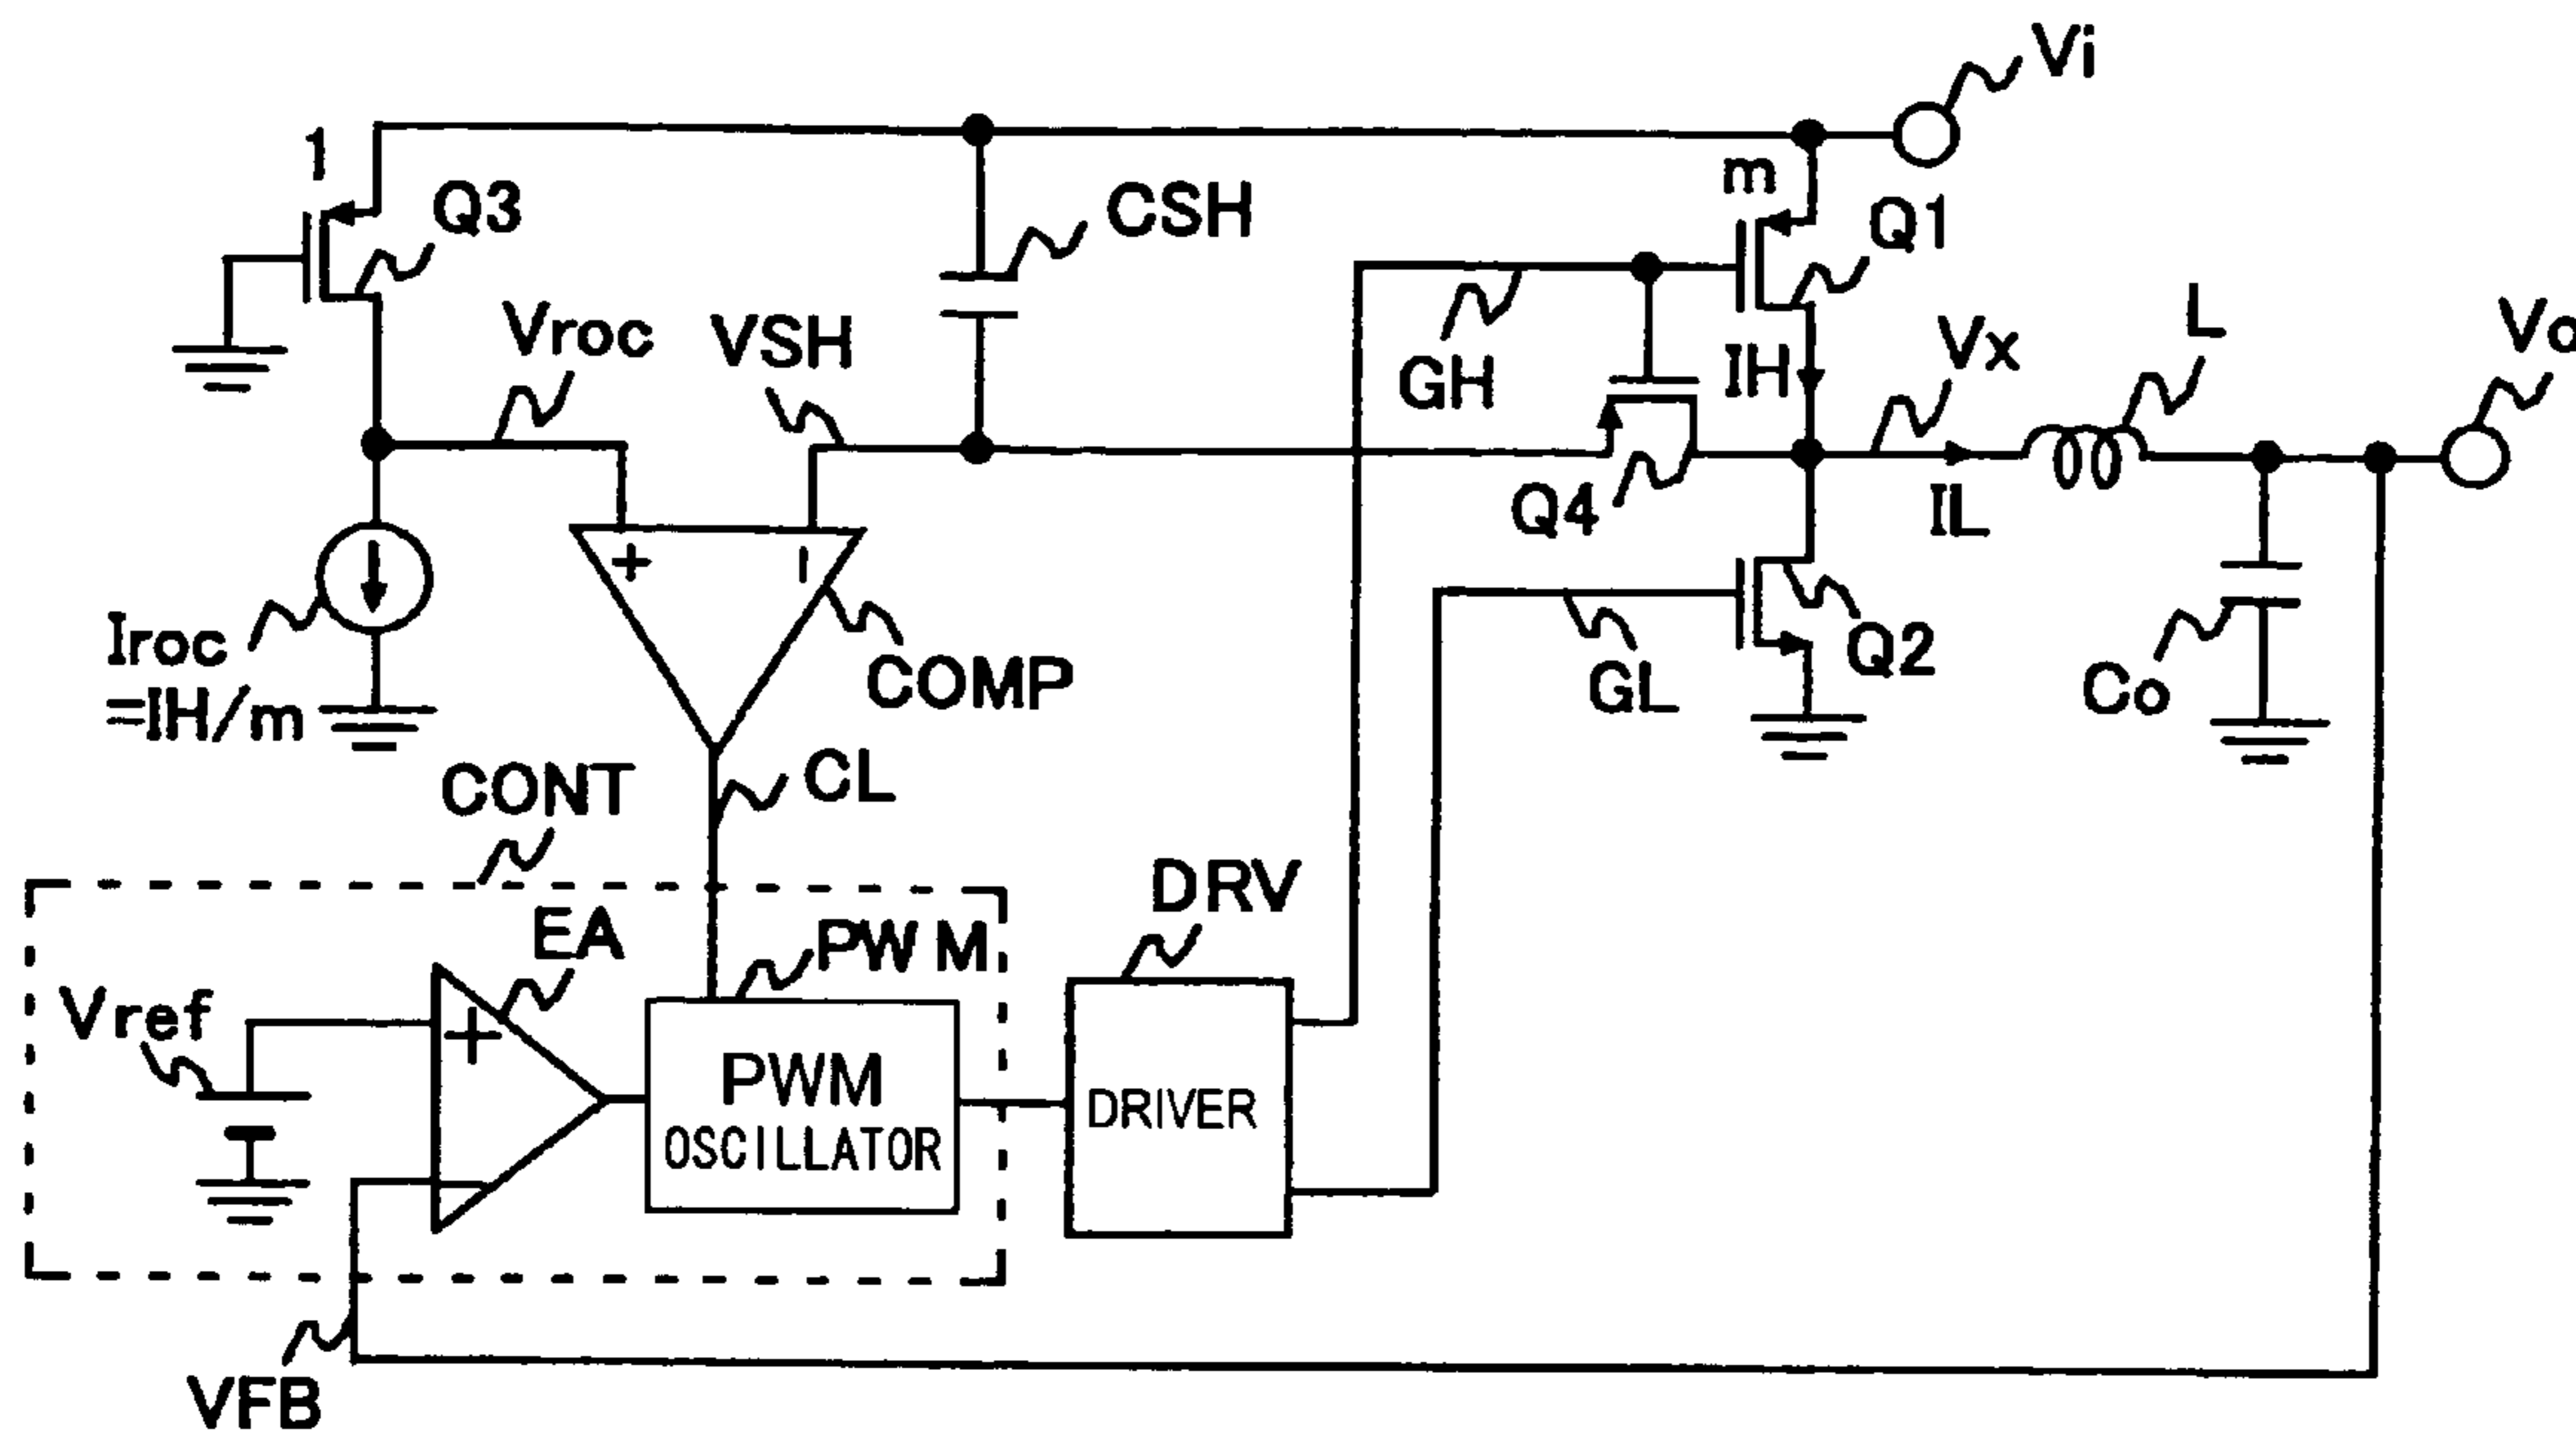 Vi
1
Q3
CSH
m
Q1
Vroc
VSH
GH
IH
Vx
L
Vo
Q4
IL
+
−
Iroc
=IH/m
COMP
GL
Q2
Co
CONT
CL
EA
PWM
DRV
Vref
+
−
PWM
OSCILLATOR
DRIVER
VFB